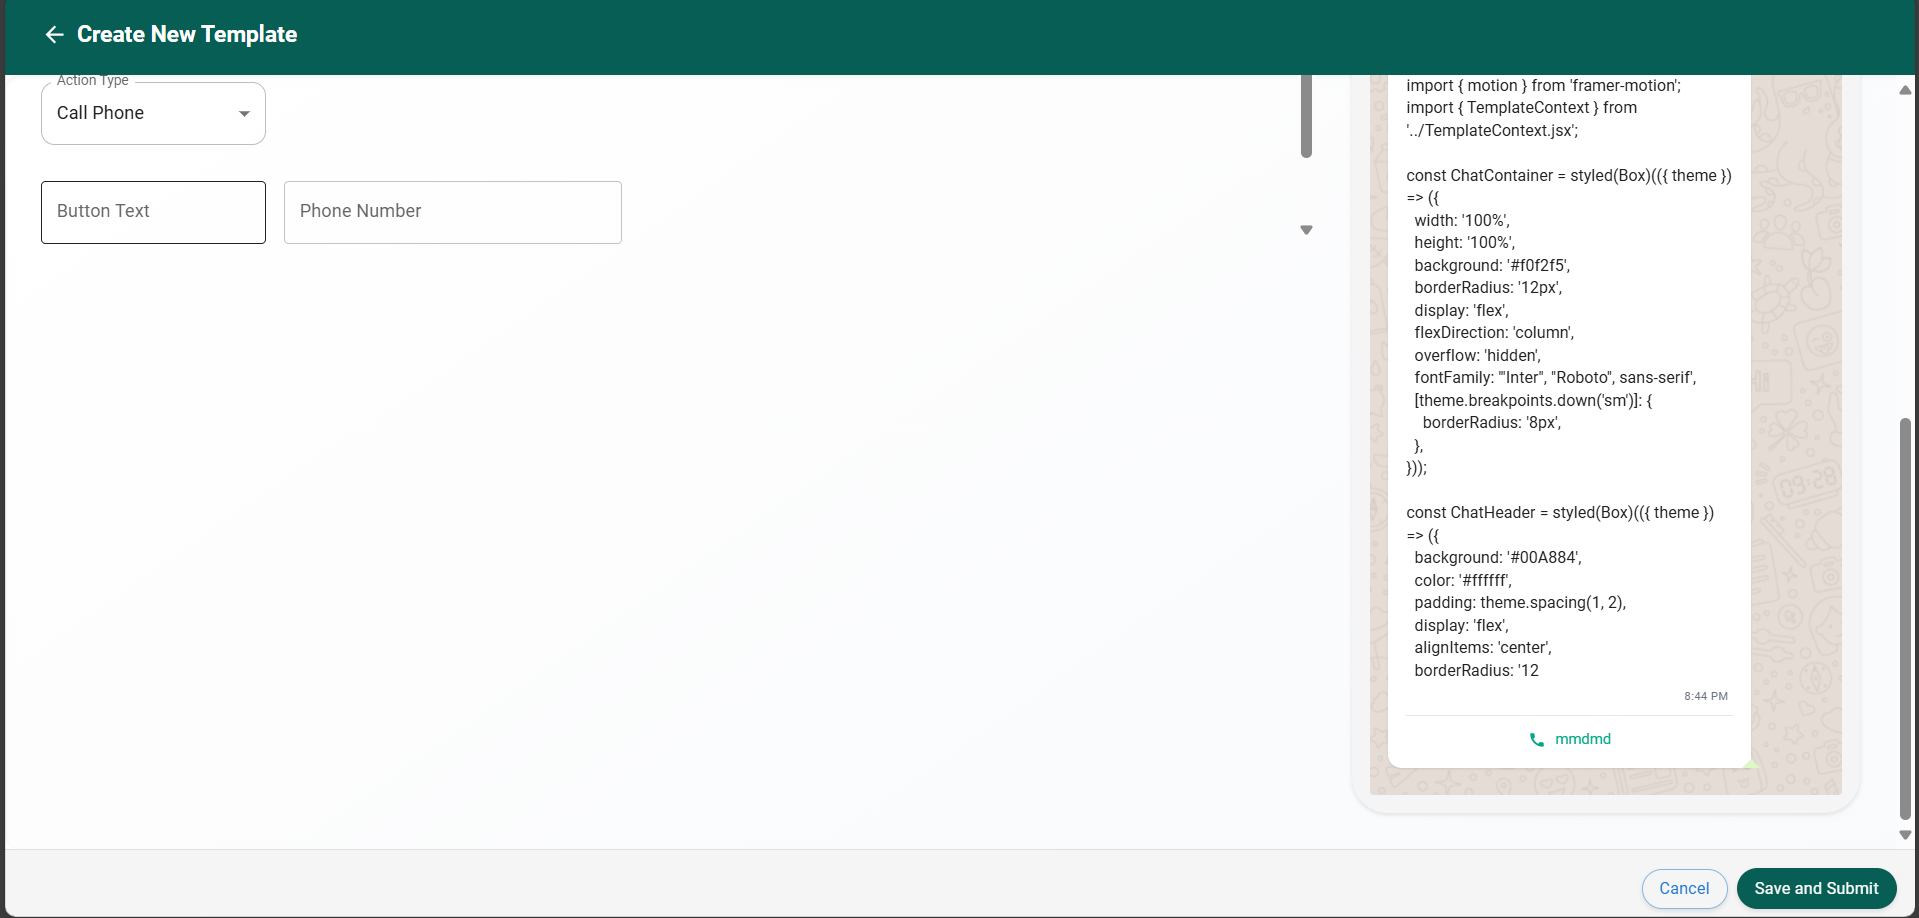 Create New Template
Action Type
Call Phone
Button Text
Phone Number
import { motion } from 'framer-motion';
import { TemplateContext } from
'../TemplateContext.jsx';
const ChatContainer = styled(Box)(({ theme })
=> ({
width: '100%',
height: '100%',
background: '#f0f2f5',
borderRadius: '12px',
display: 'flex',
flexDirection: 'column',
overflow: 'hidden',
fontFamily: '"Inter", "Roboto", sans-serif',
[theme.breakpoints.down('sm')]: {
borderRadius: '8px',
},
}));
const ChatHeader = styled(Box)(({ theme })
=> ({
background: '#00A884',
color: '#ffffff',
padding: theme.spacing(1, 2),
display: 'flex',
alignItems: 'center',
borderRadius: '12
8:44 PM
mmdmd
09:28
Cancel
Save and Submit